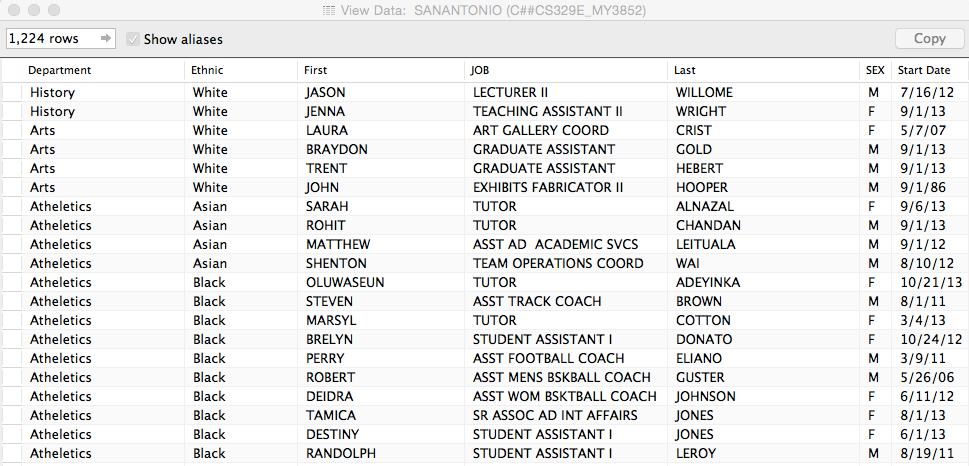 View Data: SANANTONIO (C##CS329E_MY3852)
1,224 rows Show aliases Copy
Department Ethnic First JOB Last SEX Start Date
History White JASON LECTURER II WILLOME M 7/16/12
History White JENNA TEACHING ASSISTANT II WRIGHT F 9/1/13
Arts White LAURA ART GALLERY COORD CRIST F 5/7/07
Arts White BRAYDON GRADUATE ASSISTANT GOLD M 9/1/13
Arts White TRENT GRADUATE ASSISTANT HEBERT M 9/1/13
Arts White JOHN EXHIBITS FABRICATOR II HOOPER M 9/1/86
Atheletics Asian SARAH TUTOR ALNAZAL F 9/6/13
Atheletics Asian ROHIT TUTOR CHANDAN M 9/1/13
Atheletics Asian MATTHEW ASST AD ACADEMIC SVCS LEITUALA M 9/1/12
Atheletics Asian SHENTON TEAM OPERATIONS COORD WAI M 8/10/12
Atheletics Black OLUWASEUN TUTOR ADEYINKA F 10/21/13
Atheletics Black STEVEN ASST TRACK COACH BROWN M 8/1/11
Atheletics Black MARSYL TUTOR COTTON F 3/4/13
Atheletics Black BRELYN STUDENT ASSISTANT I DONATO F 10/24/12
Atheletics Black PERRY ASST FOOTBALL COACH ELIANO M 3/9/11
Atheletics Black ROBERT ASST MENS BSKBALL COACH GUSTER M 5/26/06
Atheletics Black DEIDRA ASST WOM BSKTBALL COACH JOHNSON F 6/11/12
Atheletics Black TAMICA SR ASSOC AD INT AFFAIRS JONES F 8/1/13
Atheletics Black DESTINY STUDENT ASSISTANT I JONES F 6/1/13
Atheletics Black RANDOLPH STUDENT ASSISTANT I LEROY M 8/19/11